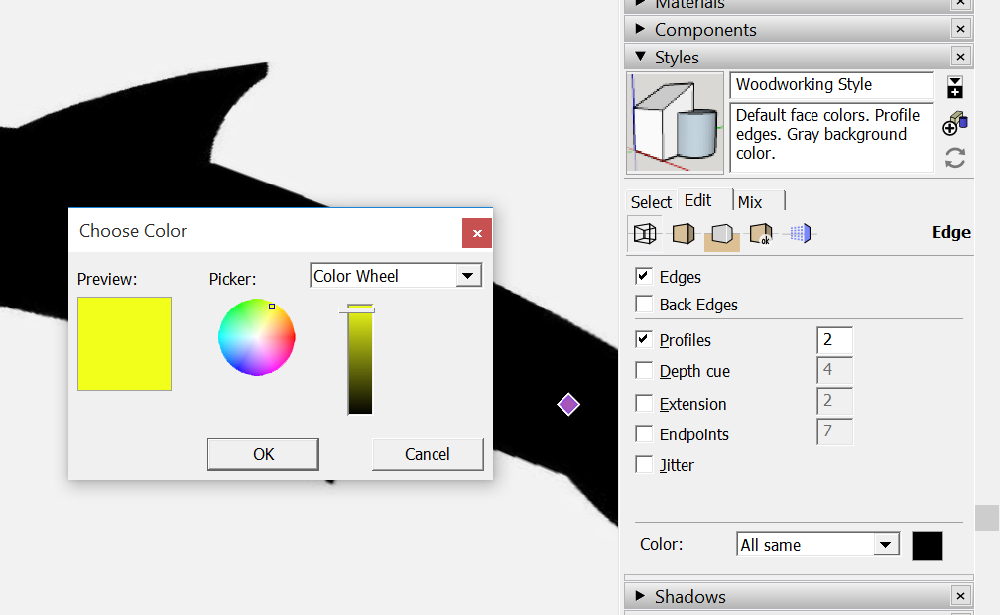 Materials
Components
Styles
Woodworking Style
Default face colors. Profile
edges. Gray background
color.
Select Edit Mix
ok
Edge
Edges
Back Edges
Profiles 2
Depth cue 4
Extension 2
Endpoints 7
Jitter
Color: All same
Shadows
Choose Color
Preview: Picker: Color Wheel
OK Cancel